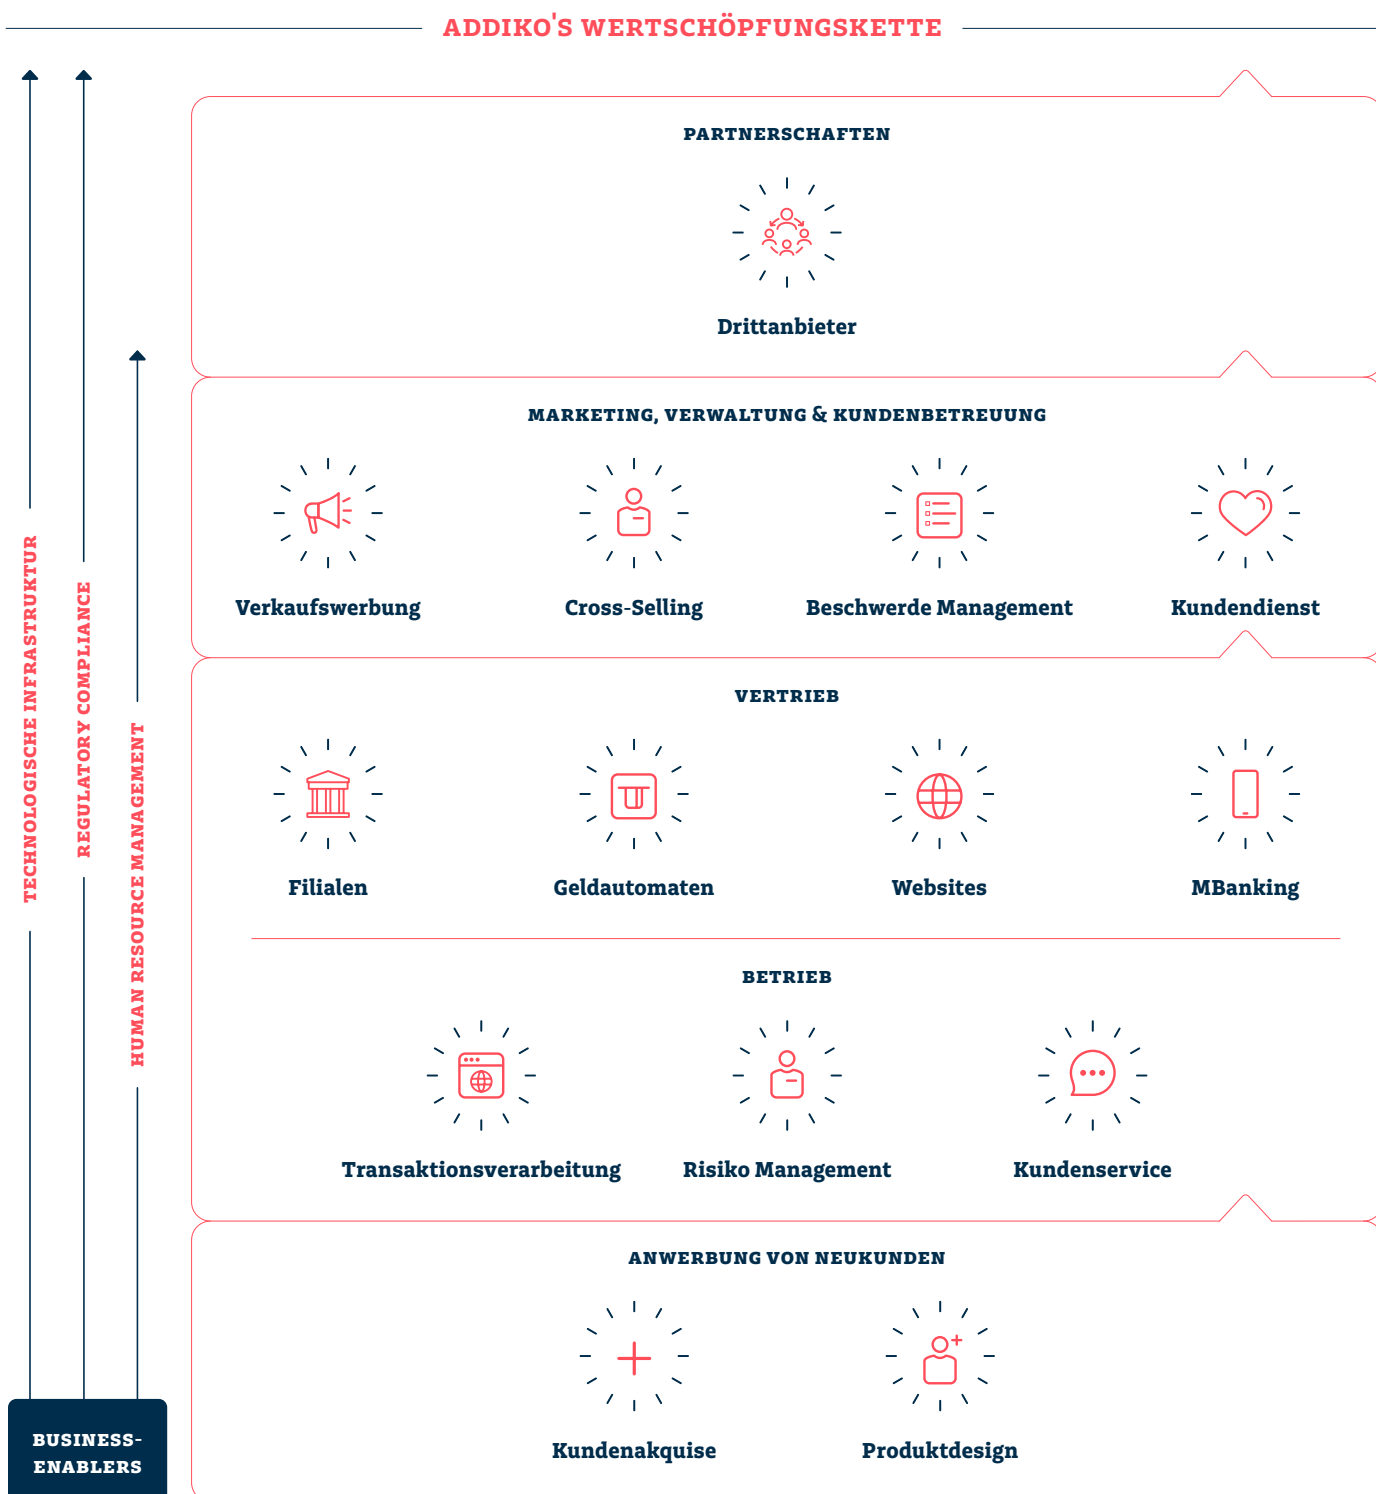 ADDIKO'S WERTSCHÖPFUNGSKETTE
TECHNOLOGISCHE INFRASTRUKTUR
REGULATORY COMPLIANCE
HUMAN RESOURCE MANAGEMENT
BUSINESS-
ENABLERS
PARTNERSCHAFTEN
Drittanbieter
MARKETING, VERWALTUNG & KUNDENBETREUUNG
Verkaufswerbung
Cross-Selling
Beschwerde Management
Kundendienst
VERTRIEB
Filialen
Geldautomaten
Websites
MBanking
BETRIEB
Transaktionsverarbeitung
Risiko Management
Kundenservice
ANWERBUNG VON NEUKUNDEN
Kundenakquise
Produktdesign